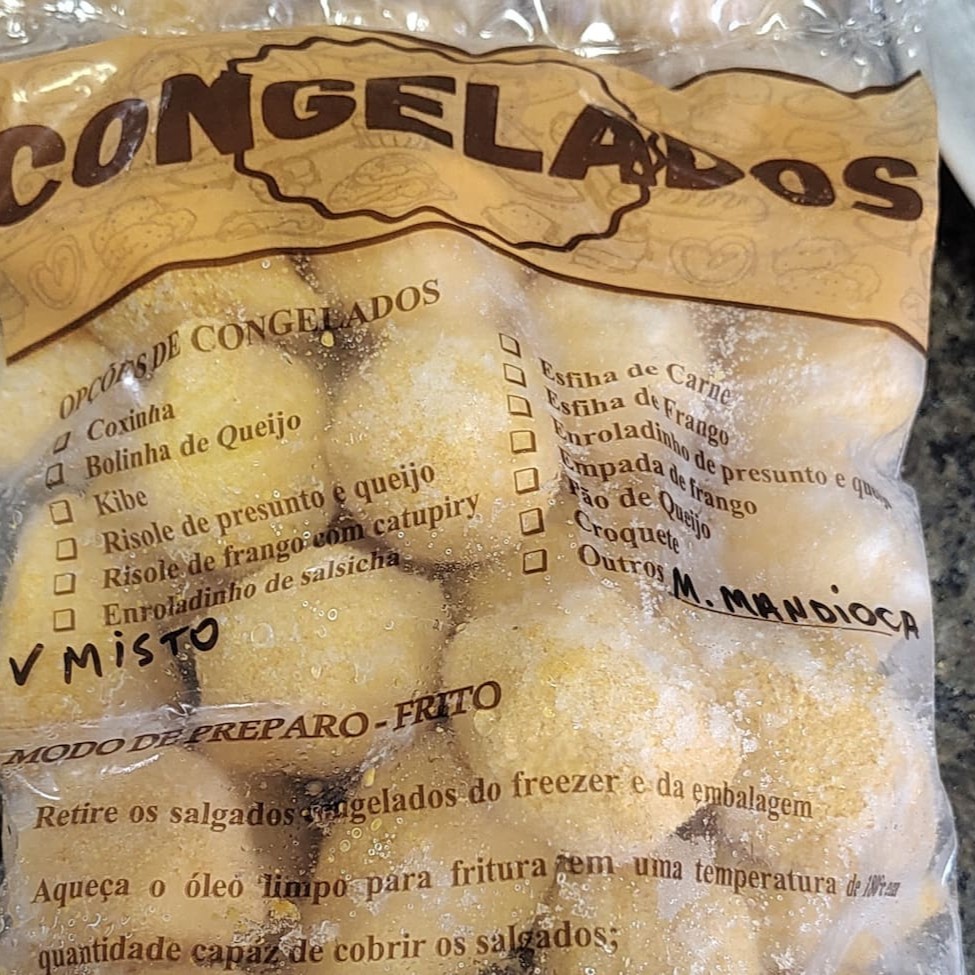 CONGELADOS
OPCÓES DE CONGELADOS
Coxinha
Bolinha de Queijo
Kibe
Risole de presunto e queijo
Risole de frango com catupiry
Enroladinho de salsicha
V MiSTO
Esfiha de Carne
Esfiha de Frango
Enroladinho de presunto e
Empada de frango
Pão de Queijo
Croquete
Outros M. MANDiOCA
MODO DE PREPARO - FRITO
Retire os salgados congelados do freezer e da embalagem
Aqueça o óleo limpo para fritura em uma temperatura de
quantidade capaz de cobrir os salgados;